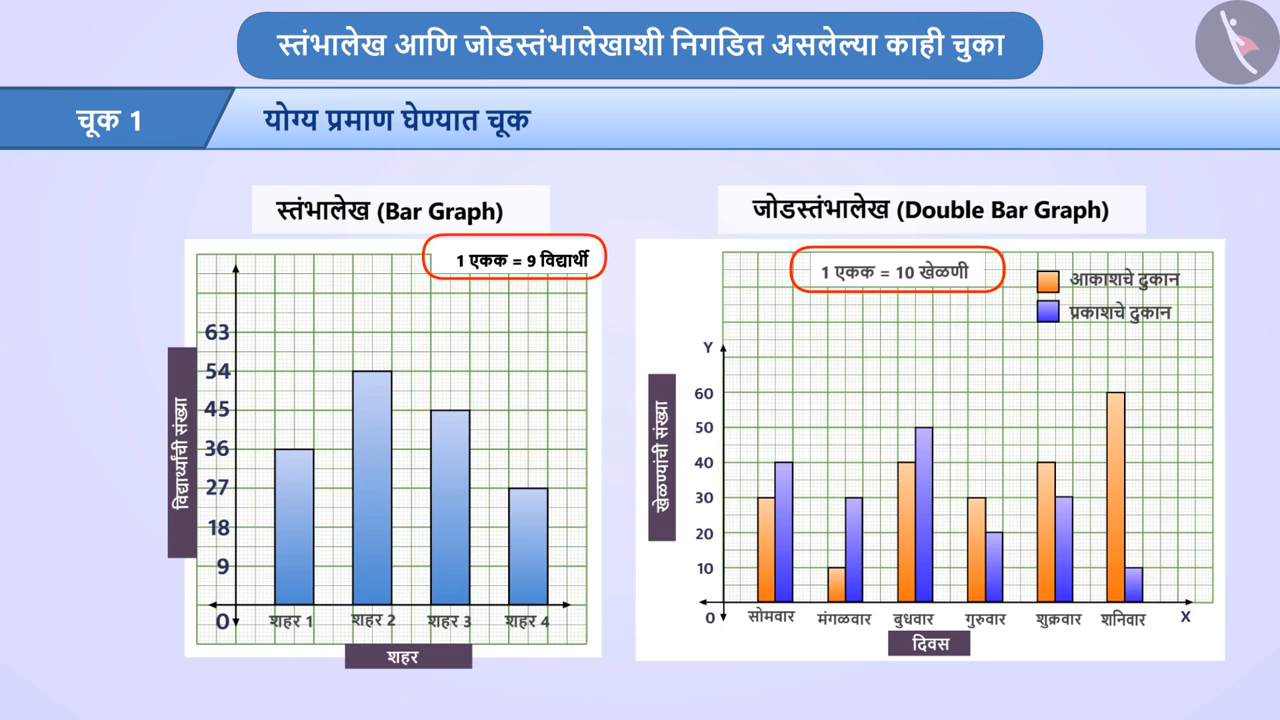 स्तंभालेख आणि जोडस्तंभालेखाशी निगडित असलेल्या काही चुका
चूक 1
योग्य प्रमाण घेण्यात चूक
स्तंभालेख (Bar Graph)
1 एकक = 9 विद्यार्थी
63
54
45
36
27
18
9
0
विद्यार्थ्यांची संख्या
शहर 1
शहर 2
शहर 3
शहर 4
शहर
जोडस्तंभालेख (Double Bar Graph)
1 एकक = 10 खेळणी
आकाशचे दुकान
प्रकाशचे दुकान
Y
60
50
40
30
20
10
0
खेळण्यांची संख्या
सोमवार
मंगळवार
बुधवार
गुरुवार
शुक्रवार
शनिवार
X
दिवस